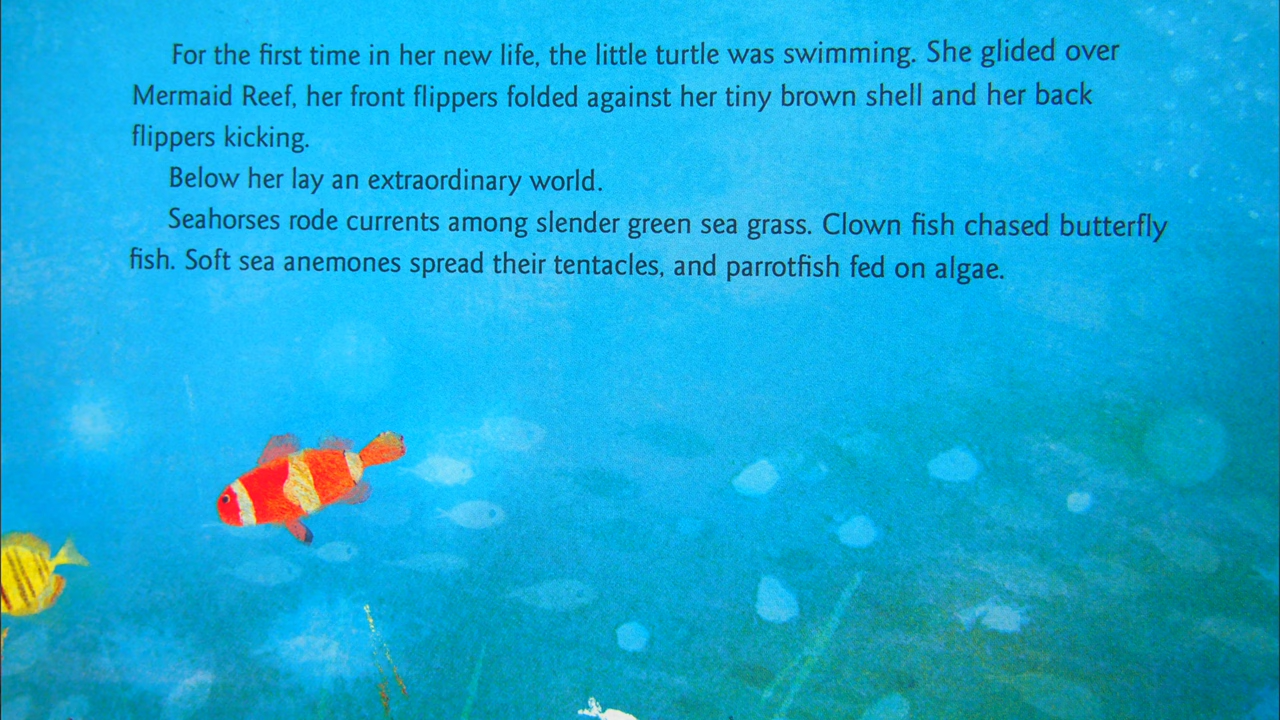 For the first time in her new life, the little turtle was swimming. She glided over
Mermaid Reef, her front flippers folded against her tiny brown shell and her back
flippers kicking.
Below her lay an extraordinary world.
Seahorses rode currents among slender green sea grass. Clown fish chased butterfly
fish. Soft sea anemones spread their tentacles, and parrotfish fed on algae.